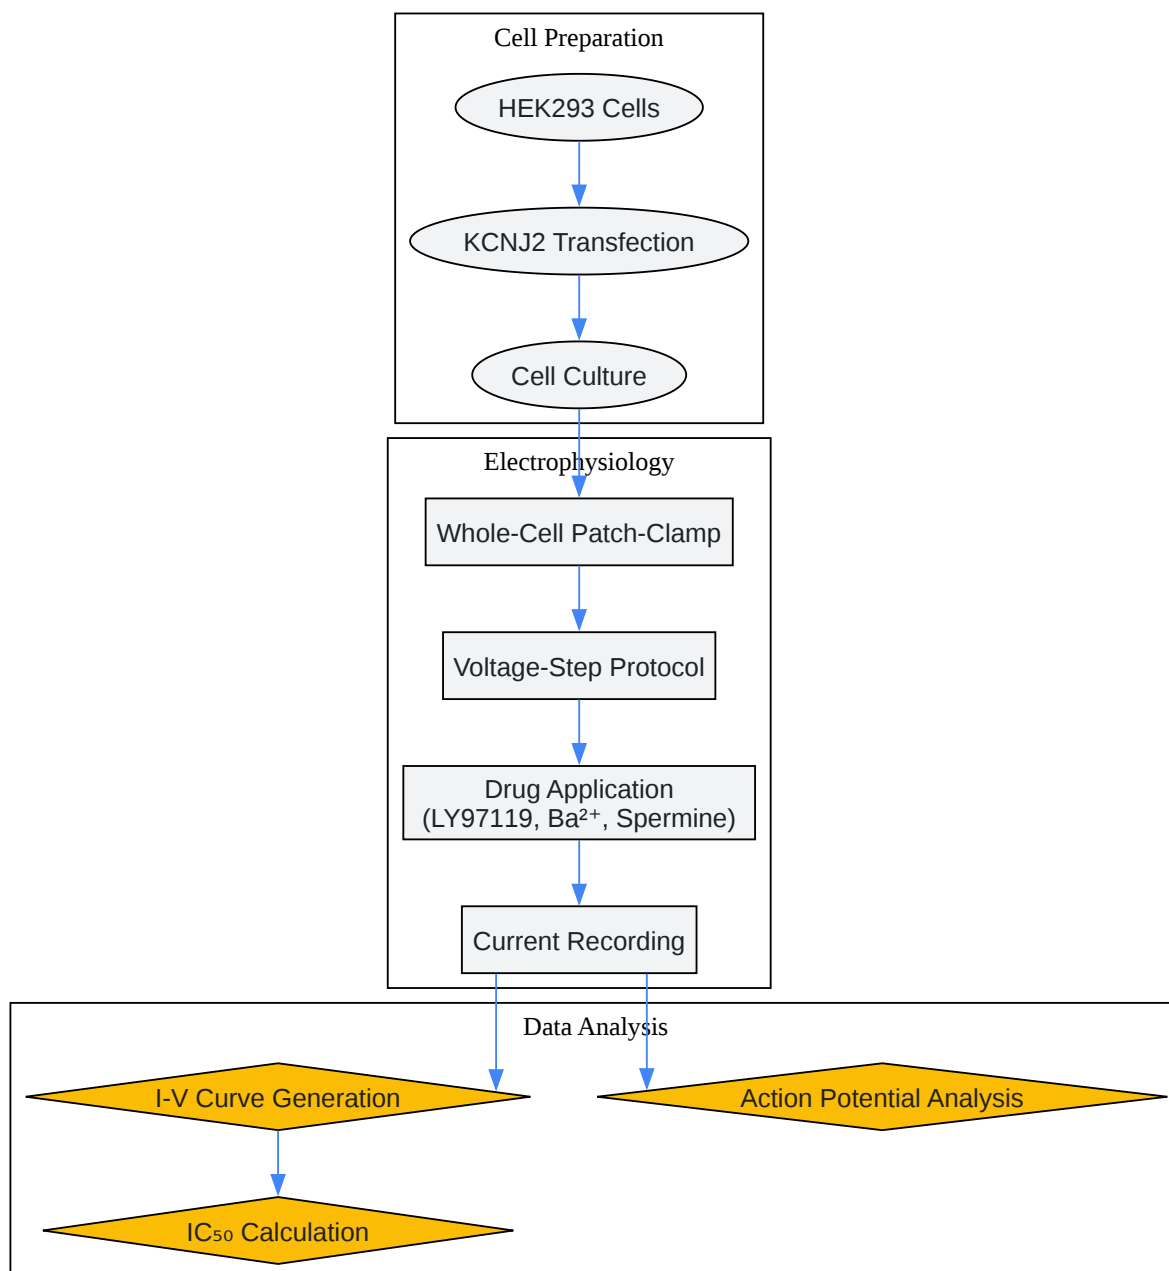 Cell Preparation
HEK293 Cells
KCNJ2 Transfection
Cell Culture
Electrophysiology
Whole-Cell Patch-Clamp
Voltage-Step Protocol
Drug Application
(LY97119, Ba²⁺, Spermine)
Current Recording
Data Analysis
I-V Curve Generation
Action Potential Analysis
IC₅₀ Calculation